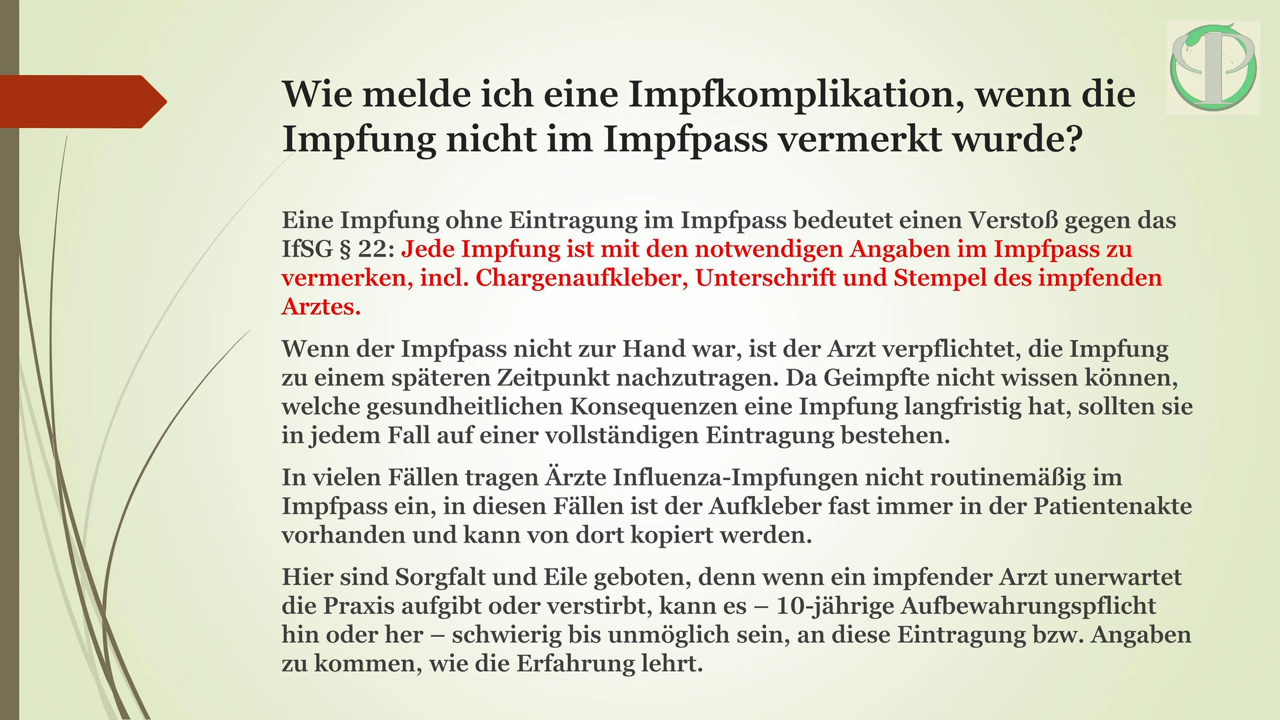 Wie melde ich eine Impfkomplikation, wenn die
Impfung nicht im Impfpass vermerkt wurde?
Eine Impfung ohne Eintragung im Impfpass bedeutet einen Verstoß gegen das
IfSG § 22: Jede Impfung ist mit den notwendigen Angaben im Impfpass zu
vermerken, incl. Chargenaufkleber, Unterschrift und Stempel des impfenden
Arztes.
Wenn der Impfpass nicht zur Hand war, ist der Arzt verpflichtet, die Impfung
zu einem späteren Zeitpunkt nachzutragen. Da Geimpfte nicht wissen können,
welche gesundheitlichen Konsequenzen eine Impfung langfristig hat, sollten sie
in jedem Fall auf einer vollständigen Eintragung bestehen.
In vielen Fällen tragen Ärzte Influenza-Impfungen nicht routinemäßig im
Impfpass ein, in diesen Fällen ist der Aufkleber fast immer in der Patientenakte
vorhanden und kann von dort kopiert werden.
Hier sind Sorgfalt und Eile geboten, denn wenn ein impfender Arzt unerwartet
die Praxis aufgibt oder verstirbt, kann es – 10-jährige Aufbewahrungspflicht
hin oder her – schwierig bis unmöglich sein, an diese Eintragung bzw. Angaben
zu kommen, wie die Erfahrung lehrt.